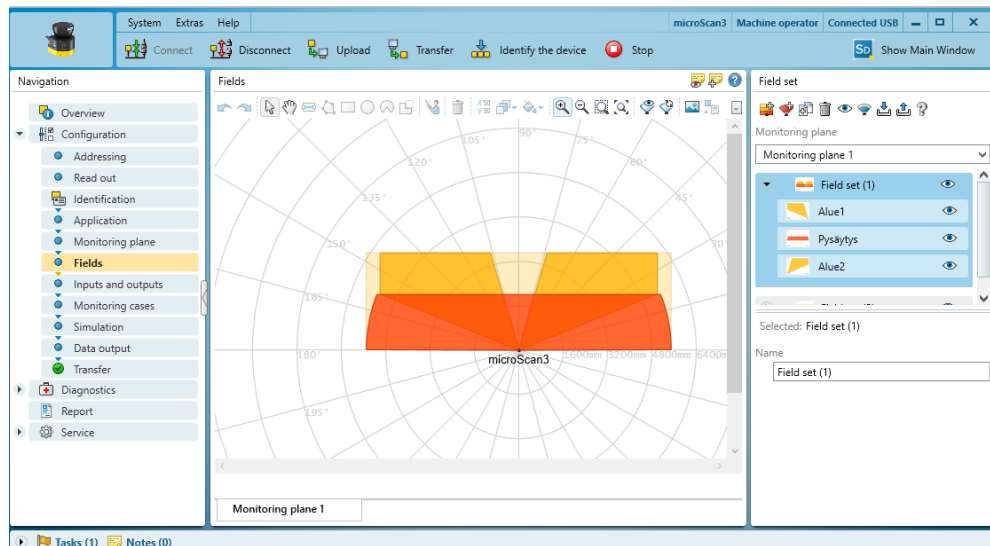 System Extras Help
microScan3 Machine operator Connected USB
Connect Disconnect Upload Transfer Identify the device Stop
SD Show Main Window
Navigation
Overview
Configuration
Addressing
Read out
Identification
Application
Monitoring plane
Fields
Inputs and outputs
Monitoring cases
Simulation
Data output
Transfer
Diagnostics
Report
Service
Fields
90°
105° 75°
120° 60°
135° 45°
150° 30°
165°
180° 1600mm 3200mm 4800mm 6400m
microScan3
195°
Monitoring plane 1
Field set
Monitoring plane
Monitoring plane 1
Field set (1)
Alue1
Pysäytys
Alue2
Selected: Field set (1)
Name
Field set (1)
Tasks (1) Notes (0)